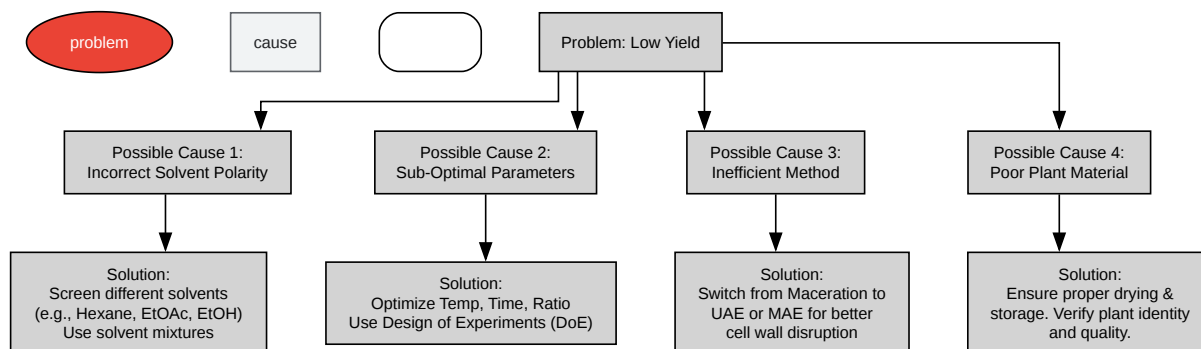 problem
cause
Problem: Low Yield
Possible Cause 1:
Incorrect Solvent Polarity
Possible Cause 2:
Sub-Optimal Parameters
Possible Cause 3:
Inefficient Method
Possible Cause 4:
Poor Plant Material
Solution:
Screen different solvents
(e.g., Hexane, EtOAc, EtOH)
Use solvent mixtures
Solution:
Optimize Temp, Time, Ratio
Use Design of Experiments (DoE)
Solution:
Switch from Maceration to
UAE or MAE for better
cell wall disruption
Solution:
Ensure proper drying &
storage. Verify plant identity
and quality.